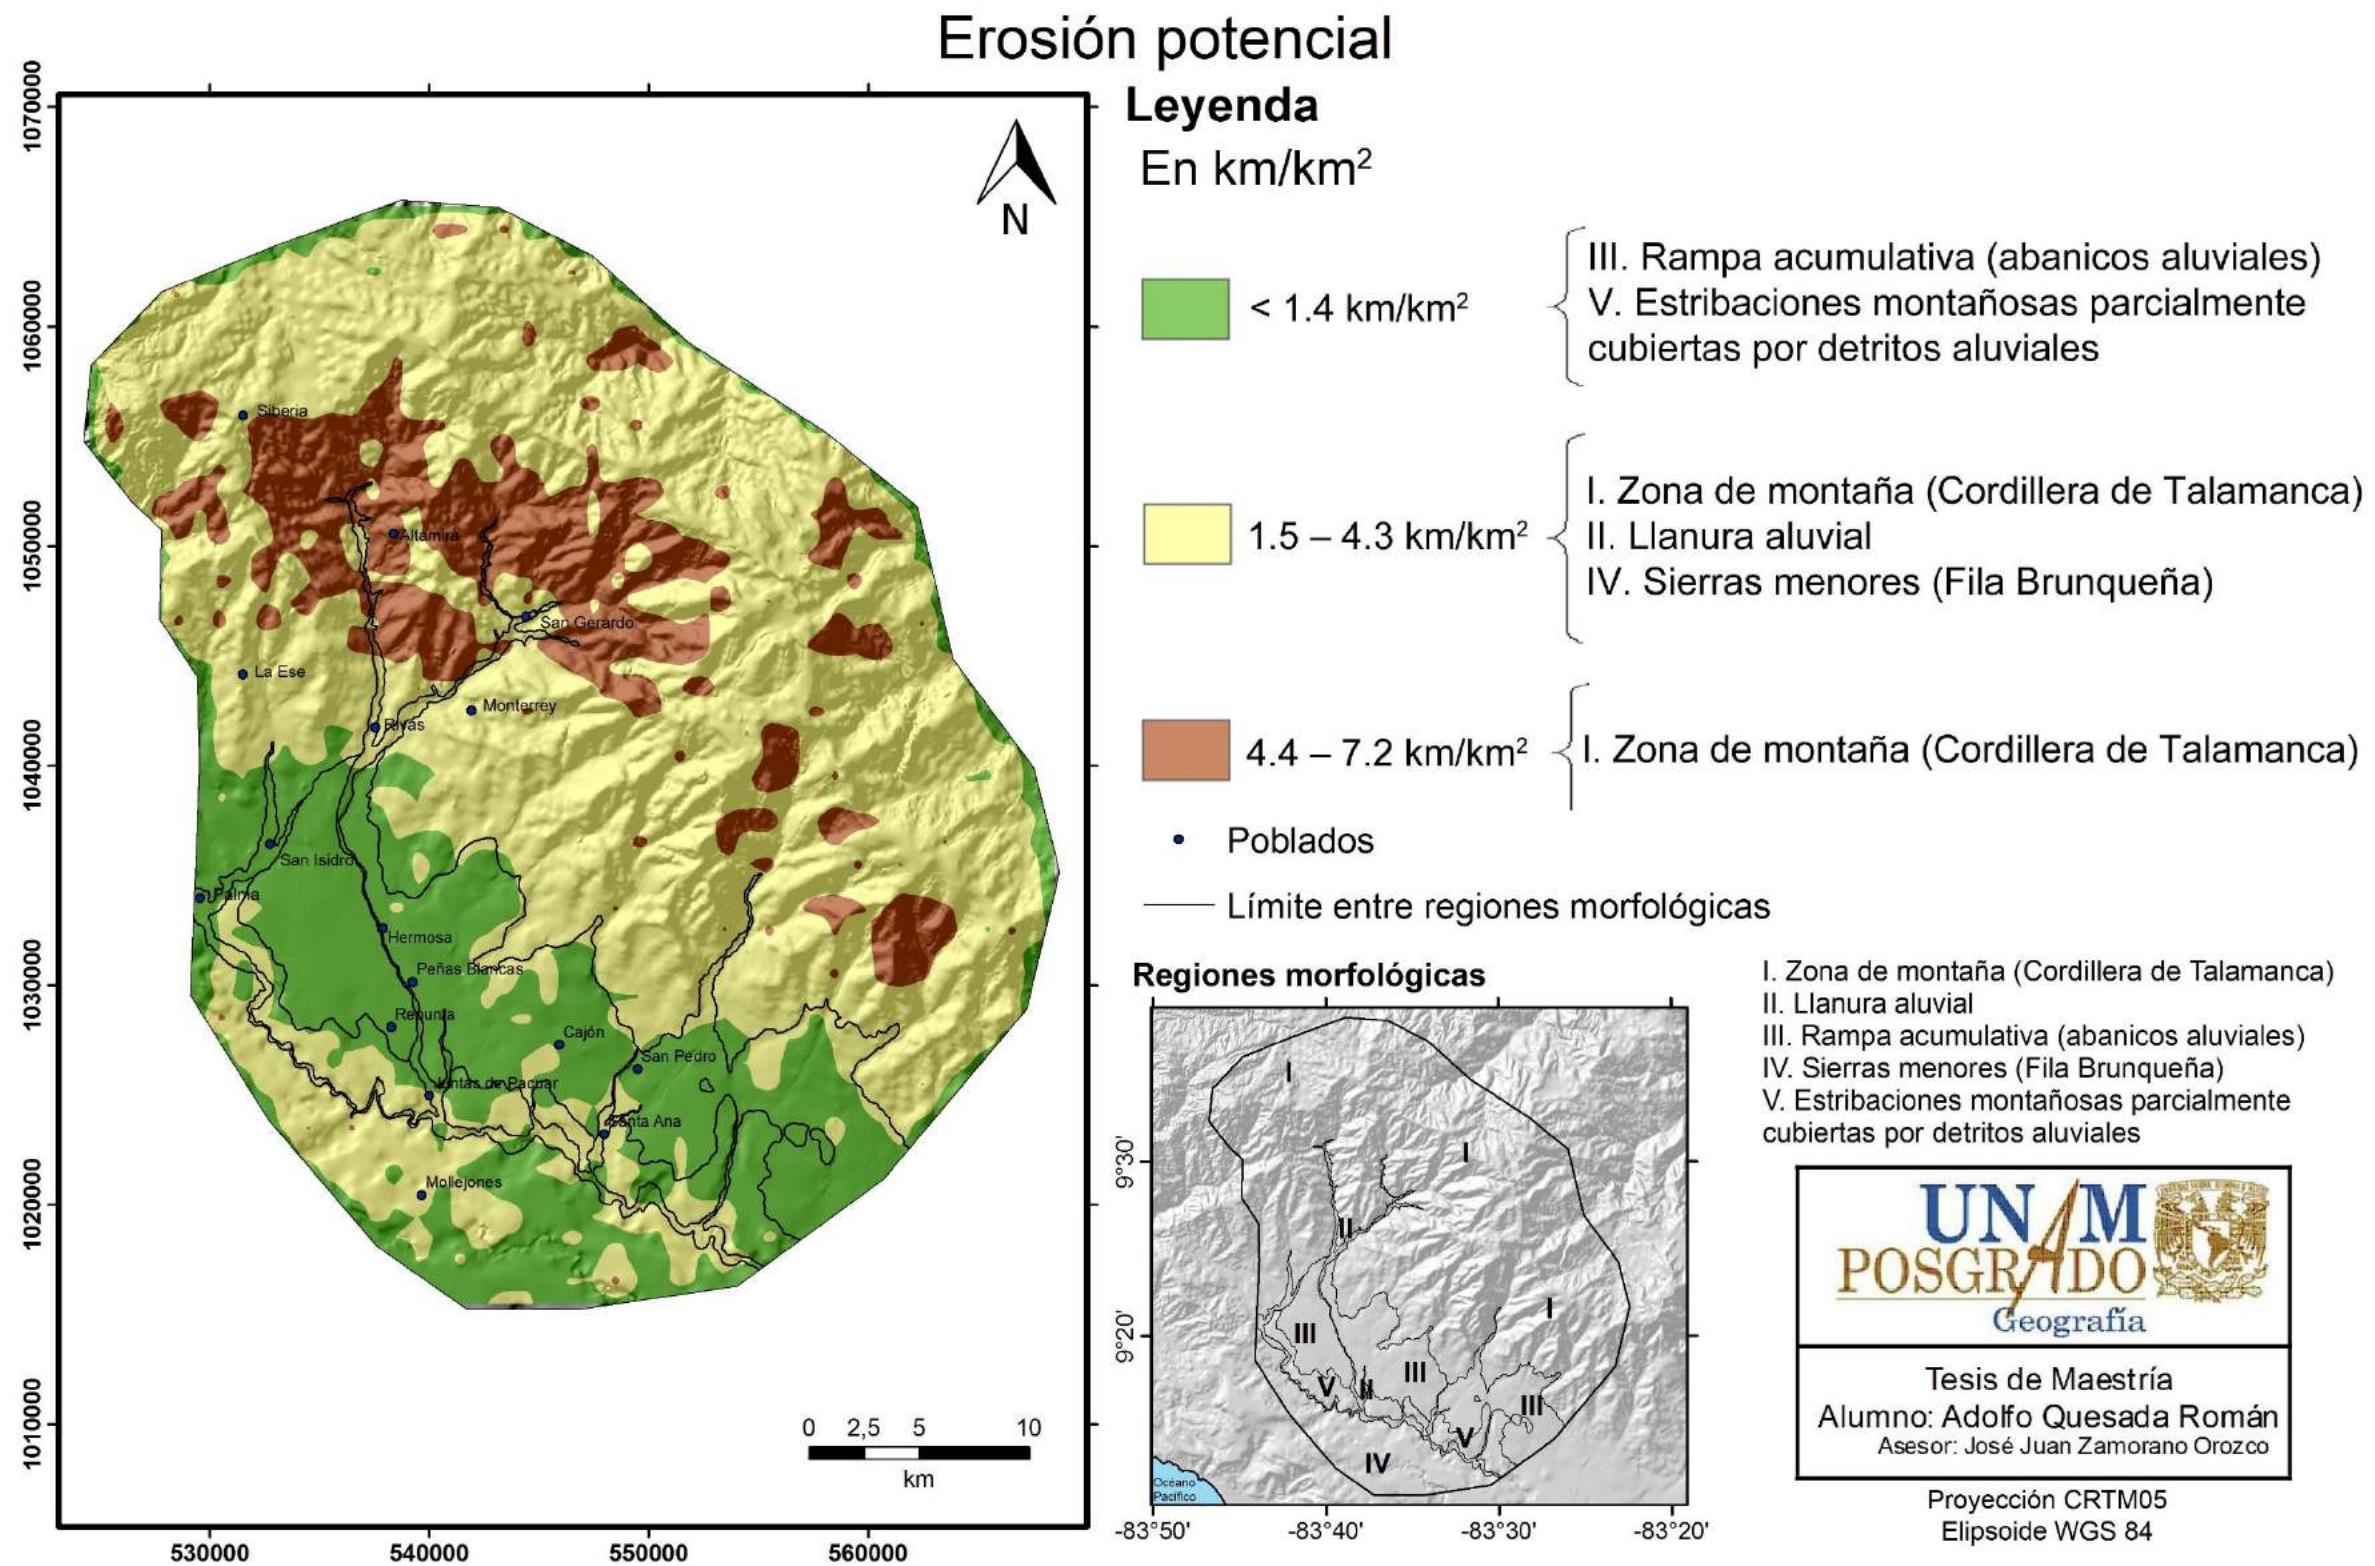 Erosión potencial
Leyenda
En km/km²
< 1.4 km/km²
III. Rampa acumulativa (abanicos aluviales)
V. Estribaciones montañosas parcialmente
cubiertas por detritos aluviales
1.5 – 4.3 km/km²
I. Zona de montaña (Cordillera de Talamanca)
II. Llanura aluvial
IV. Sierras menores (Fila Brunqueña)
4.4 – 7.2 km/km²
I. Zona de montaña (Cordillera de Talamanca)
Poblados
Límite entre regiones morfológicas
1070000
1060000
1050000
1040000
1030000
1020000
1010000
530000
540000
550000
560000
N
Siberia
Altamira
San Gerardo
La Ese
Monterrey
Rivas
San Isidro
Palma
Hermosa
Peñas Blancas
Repunta
Cajón
San Pedro
Juntas de Pacuar
Santa Ana
Mollejones
0 2,5 5 10
km
Regiones morfológicas
I
I
II
I
III
III
V
II
III
V
IV
Océano
Pacífico
9°30'
9°20'
-83°50'
-83°40'
-83°30'
-83°20'
I. Zona de montaña (Cordillera de Talamanca)
II. Llanura aluvial
III. Rampa acumulativa (abanicos aluviales)
IV. Sierras menores (Fila Brunqueña)
V. Estribaciones montañosas parcialmente
cubiertas por detritos aluviales
UNAM
POSGRADO
Geografía
Tesis de Maestría
Alumno: Adolfo Quesada Román
Asesor: José Juan Zamorano Orozco
Proyección CRTM05
Elipsoide WGS 84